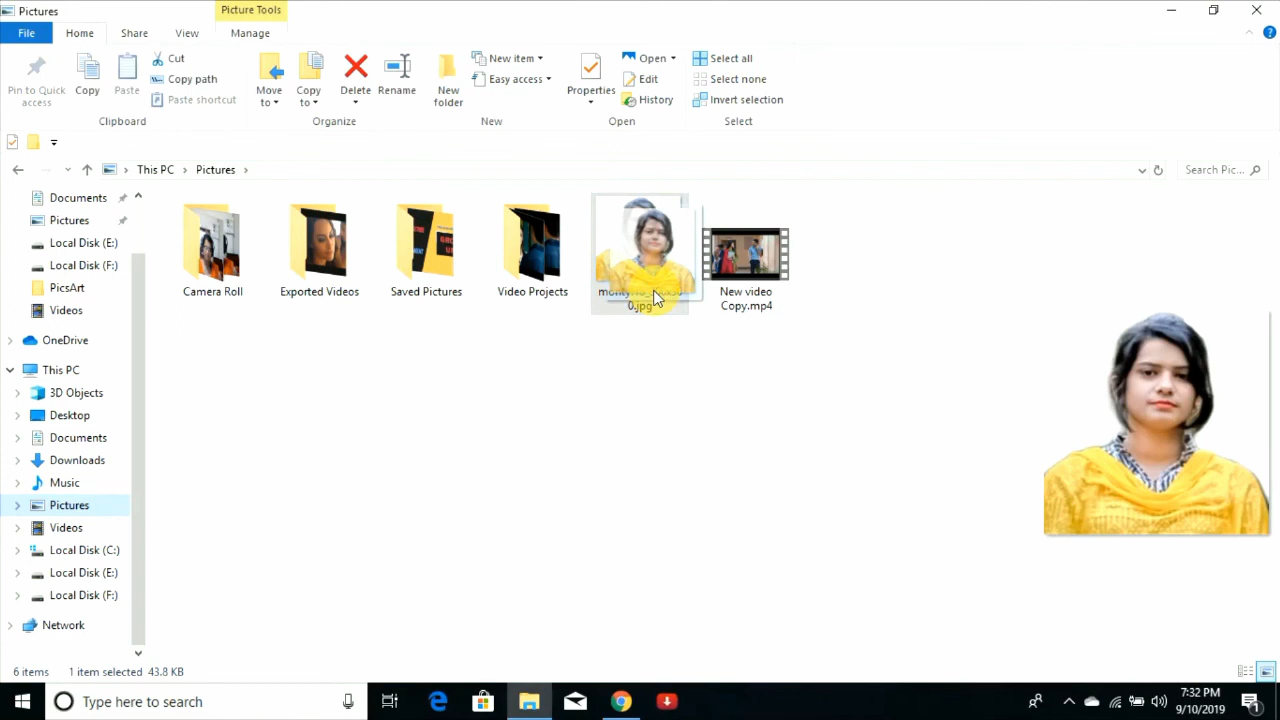 Pictures
Picture Tools
File
Home
Share
View
Manage
Pin to Quick access
Copy
Paste
Cut
Copy path
Paste shortcut
Clipboard
Move to
Copy to
Delete
Rename
Organize
New folder
New item
Easy access
New
Properties
Open
Edit
History
Open
Select all
Select none
Invert selection
Select
This PC
Pictures
Search Pic...
Documents
Pictures
Local Disk (E:)
Local Disk (F:)
PicsArt
Videos
OneDrive
This PC
3D Objects
Desktop
Documents
Downloads
Music
Pictures
Videos
Local Disk (C:)
Local Disk (E:)
Local Disk (F:)
Network
Camera Roll
Exported Videos
Saved Pictures
Video Projects
0.jpg
New video
Copy.mp4
6 items
1 item selected 43.8 KB
Type here to search
7:32 PM
9/10/2019
1